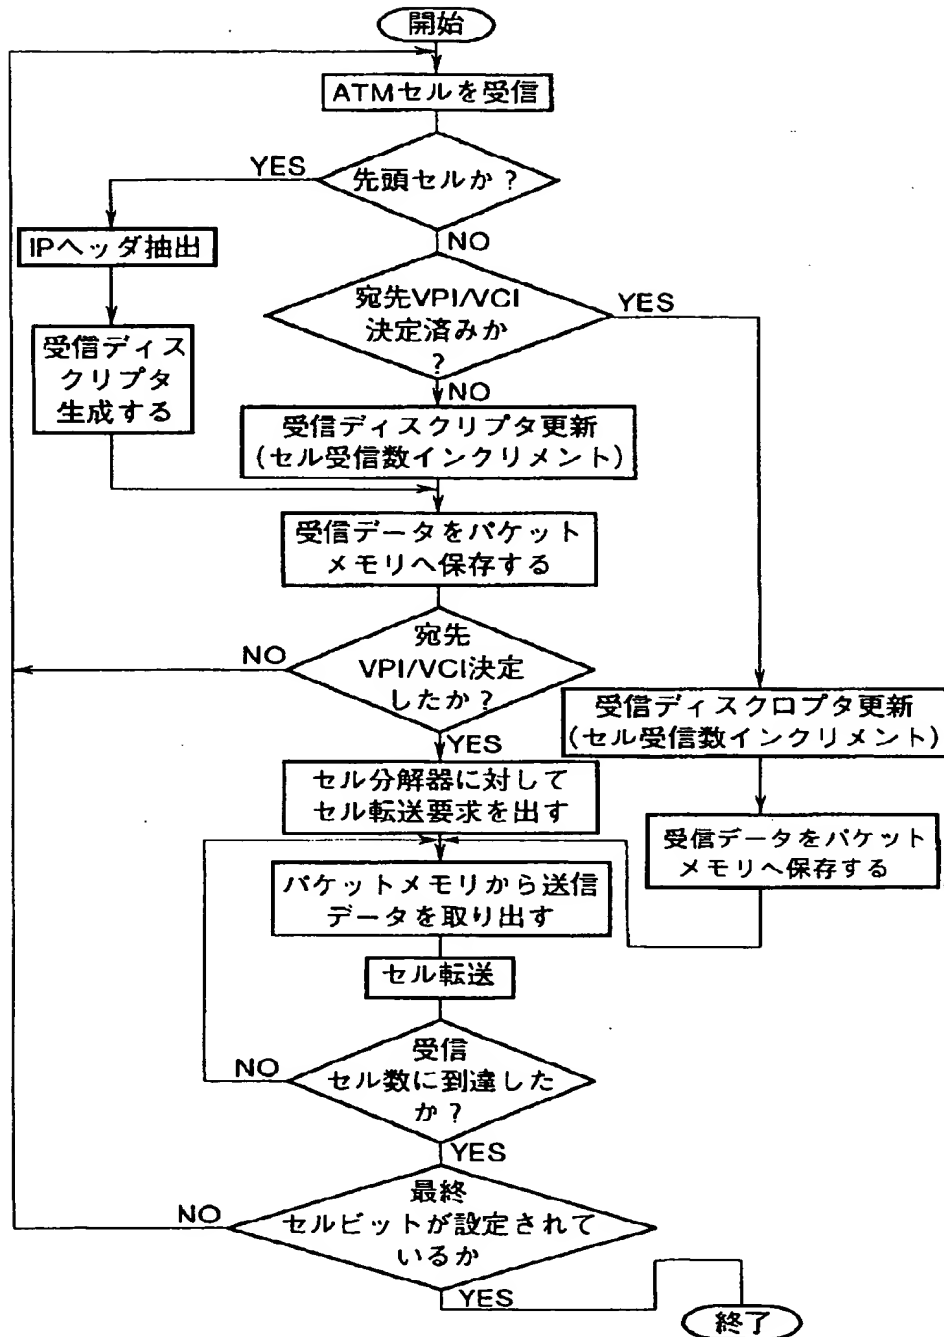 開始
ATMセルを受信
YES
先頭セルか?
NO
IPヘッダ抽出
宛先VPI/VCI
決定済みか
?
YES
NO
受信ディス
クリプタ
生成する
受信ディスクリプタ更新
(セル受信数インクリメント)
受信データをパケット
メモリへ保存する
宛先
VPI/VCI決定
したか?
NO
YES
受信ディスクロプタ更新
(セル受信数インクリメント)
セル分解器に対して
セル転送要求を出す
受信データをパケット
メモリへ保存する
パケットメモリから送信
データを取り出す
セル転送
受信
セル数に到達した
か?
NO
YES
最終
セルビットが設定されて
いるか
NO
YES
終了